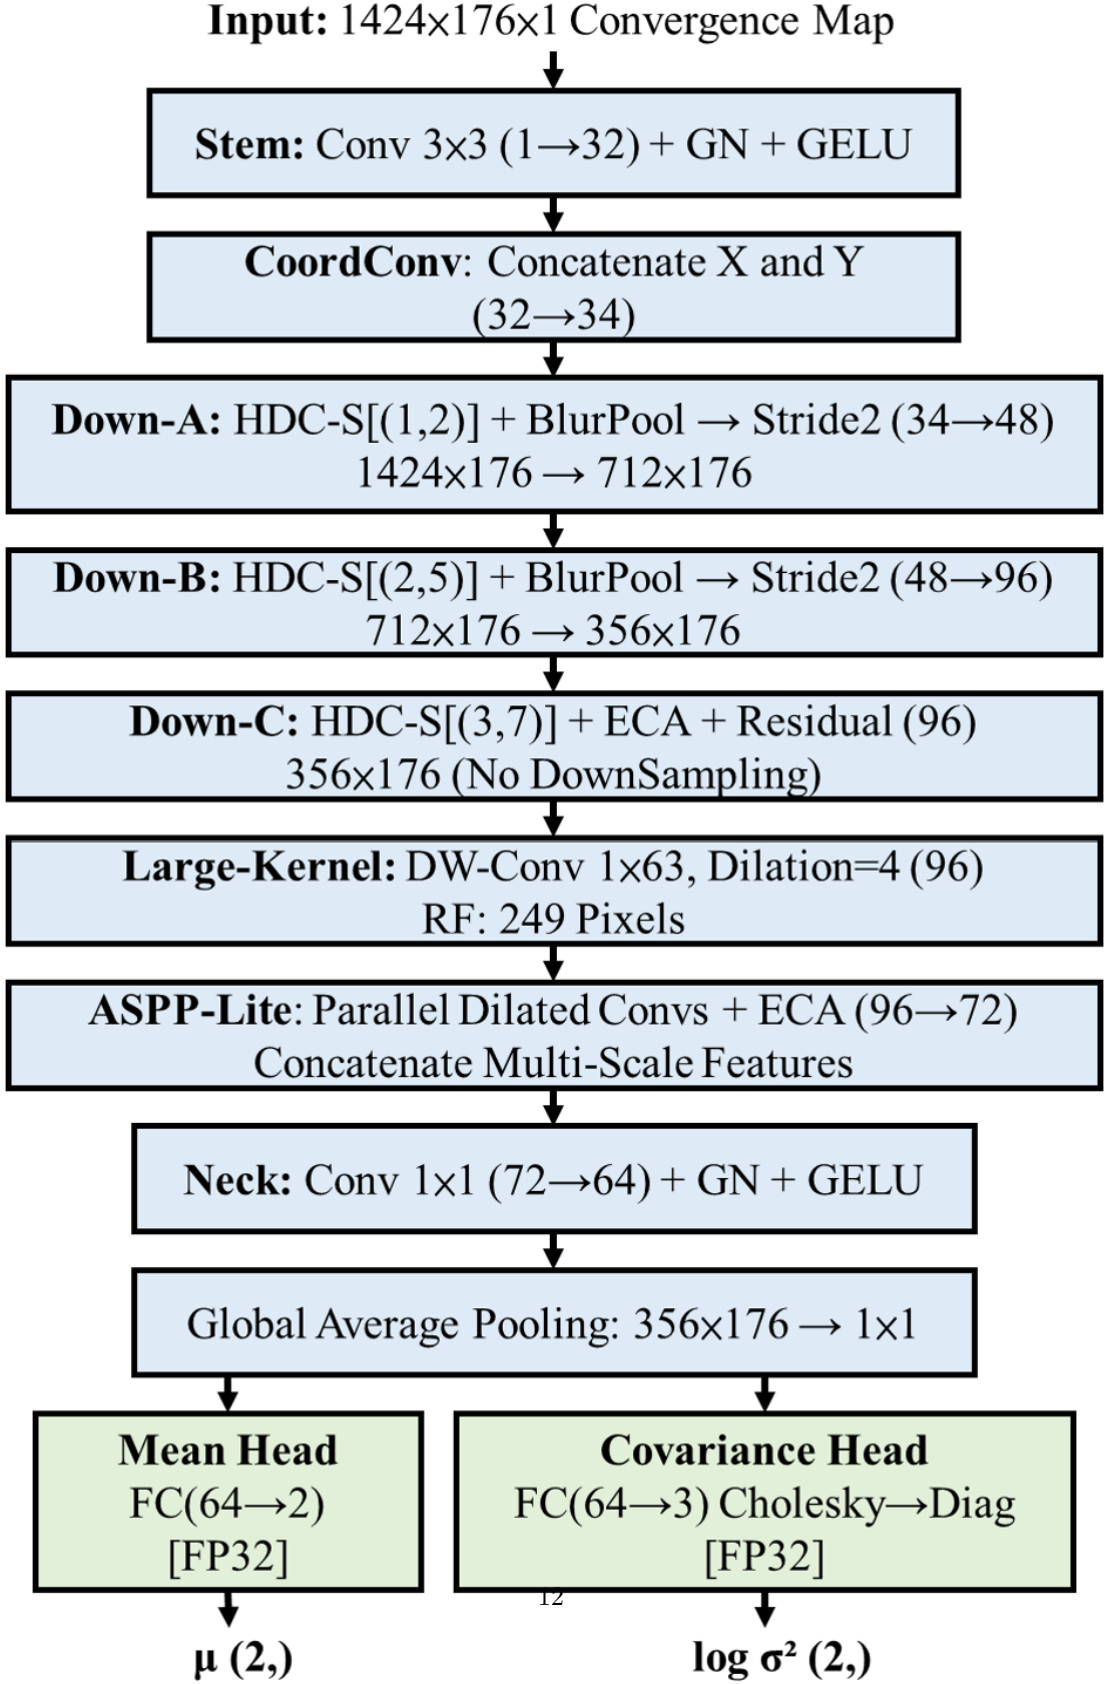 Input: 1424×176×1 Convergence Map
Stem: Conv 3×3 (1→32) + GN + GELU
CoordConv: Concatenate X and Y
(32→34)
Down-A: HDC-S[(1,2)] + BlurPool → Stride2 (34→48)
1424×176 → 712×176
Down-B: HDC-S[(2,5)] + BlurPool → Stride2 (48→96)
712×176 → 356×176
Down-C: HDC-S[(3,7)] + ECA + Residual (96)
356×176 (No DownSampling)
Large-Kernel: DW-Conv 1×63, Dilation=4 (96)
RF: 249 Pixels
ASPP-Lite: Parallel Dilated Convs + ECA (96→72)
Concatenate Multi-Scale Features
Neck: Conv 1×1 (72→64) + GN + GELU
Global Average Pooling: 356×176 → 1×1
Mean Head
FC(64→2)
[FP32]
μ (2,)
Covariance Head
FC(64→3) Cholesky→Diag
[FP32]
log σ² (2,)
12